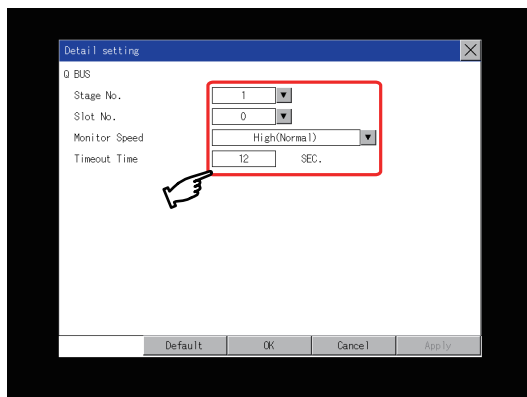 Detail setting
Q BUS
Stage No. 1
Slot No. 0
Monitor Speed High(Normal)
Timeout Time 12 SEC.
Default OK Cancel Apply